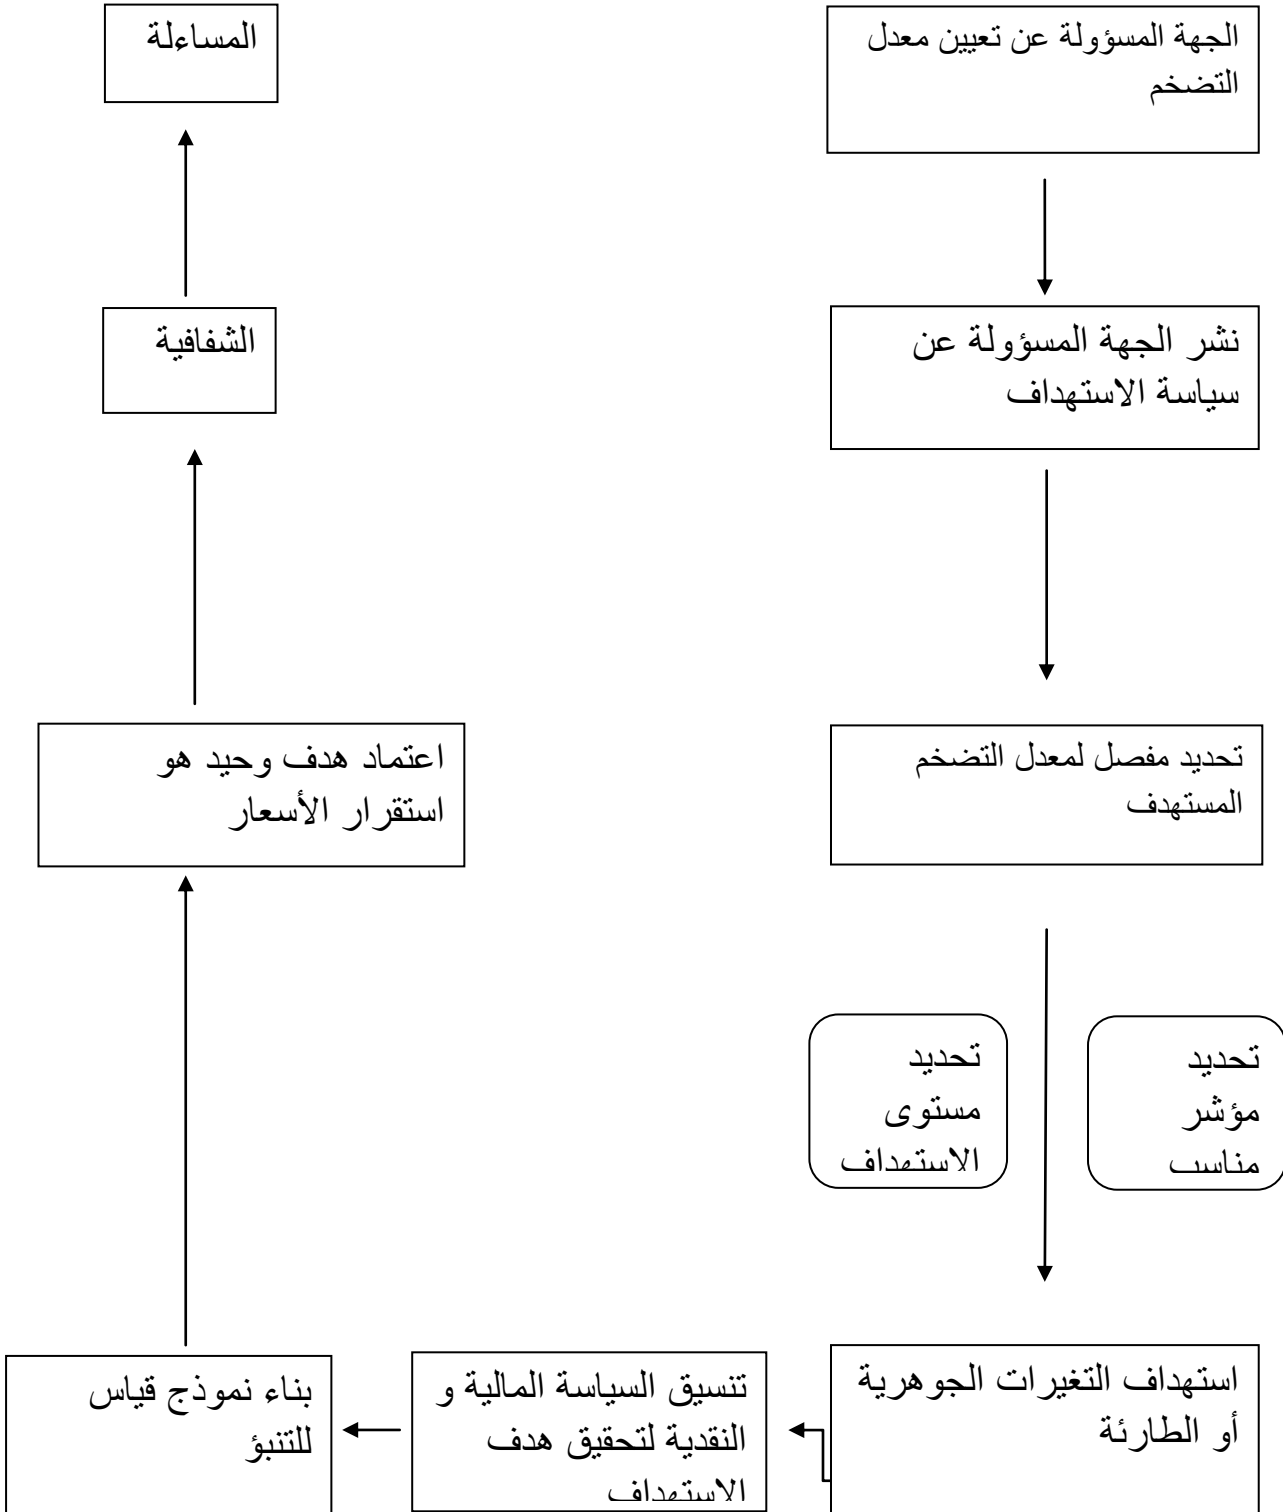 الجهة المسؤولة عن تعيين معدل
التضخم
نشر الجهة المسؤولة عن
سياسة الاستهداف
تحديد مفصل لمعدل التضخم
المستهدف
تحديد
مؤشر
مناسب
تحديد
مستوى
الاستهداف
استهداف التغيرات الجوهرية
أو الطارئة
تنسيق السياسة المالية و
النقدية لتحقيق هدف
الاستهداف
بناء نموذج قياس
للتنبؤ
اعتماد هدف وحيد هو
استقرار الأسعار
الشفافية
المساءلة